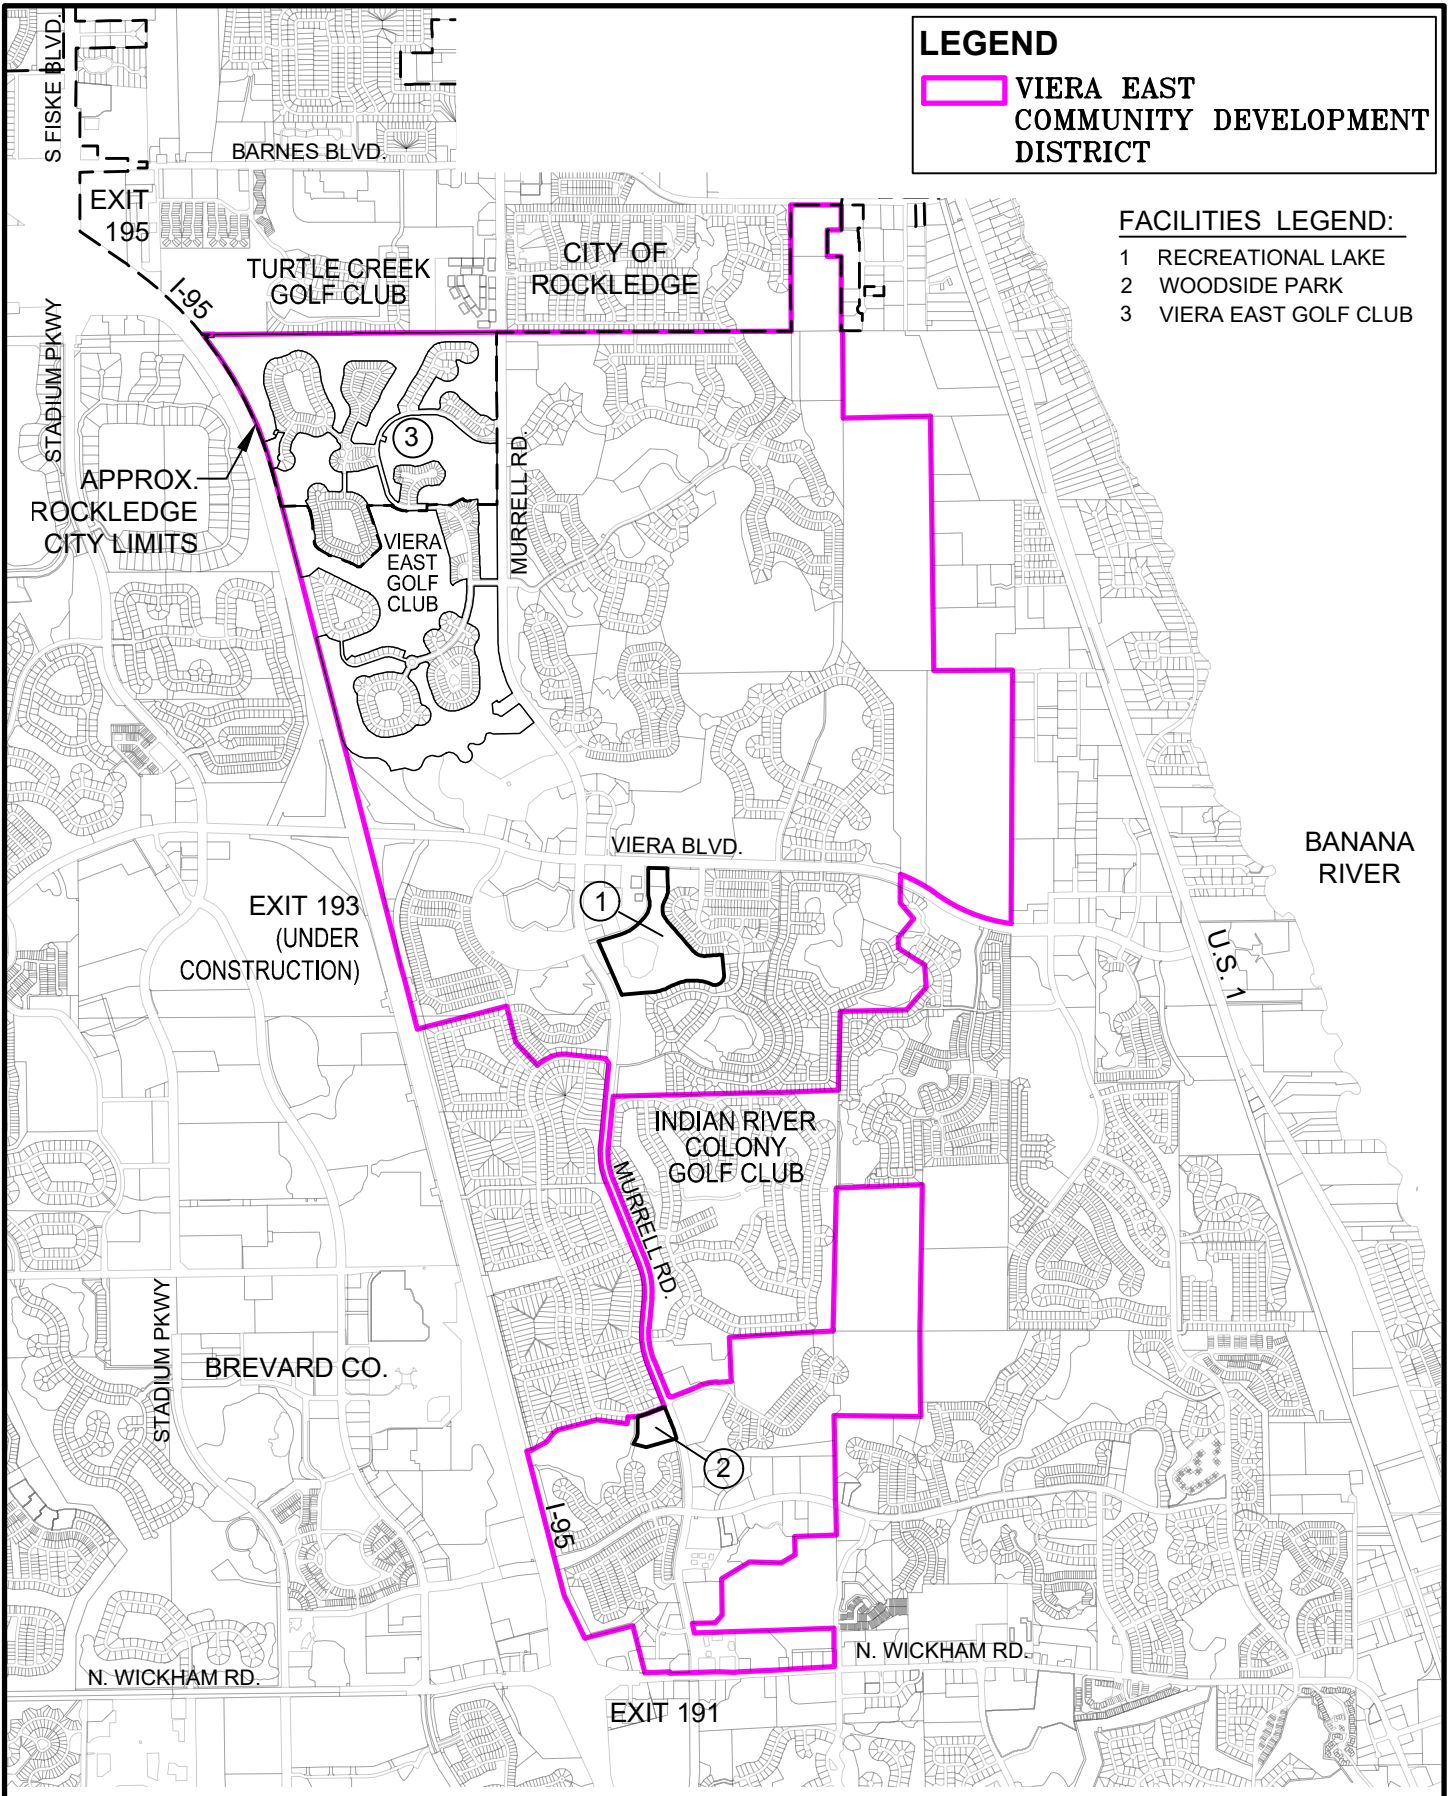 LEGEND
VIERA EAST
COMMUNITY DEVELOPMENT
DISTRICT
FACILITIES LEGEND:
1 RECREATIONAL LAKE
2 WOODSIDE PARK
3 VIERA EAST GOLF CLUB
S FISKE BLVD.
BARNES BLVD.
EXIT
195
I-95
TURTLE CREEK
GOLF CLUB
CITY OF
ROCKLEDGE
STADIUM PKWY
APPROX.
ROCKLEDGE
CITY LIMITS
3
MURRELL RD.
VIERA
EAST
GOLF
CLUB
VIERA BLVD.
BANANA
RIVER
1
EXIT 193
(UNDER
CONSTRUCTION)
U.S. 1
INDIAN RIVER
COLONY
GOLF CLUB
MURRELL RD.
STADIUM PKWY
BREVARD CO.
2
I-95
N. WICKHAM RD.
N. WICKHAM RD.
EXIT 191